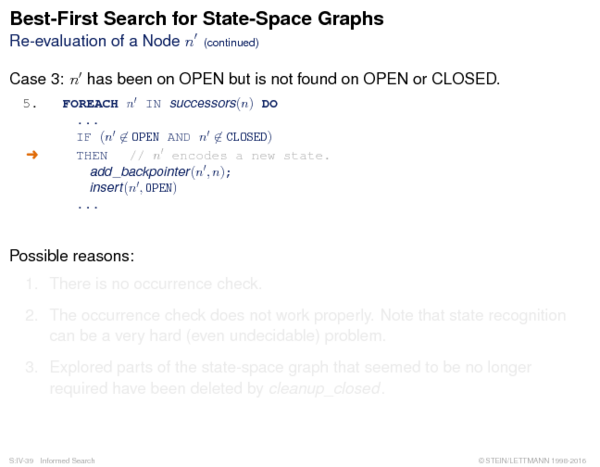 Best-First Search for State-Space Graphs
Re-evaluation of a Node n′ (continued)
Case 3: n′ has been on OPEN but is not found on OPEN or CLOSED.
5. FOREACH n′ IN successors(n) DO
...
IF (n′ ∉ OPEN AND n′ ∉ CLOSED)
➜ THEN // n′ encodes a new state.
add_backpointer(n′, n);
insert(n′, OPEN)
...
Possible reasons:
1. There is no occurrence check.
2. The occurrence check does not work properly. Note that state recognition
can be a very hard (even undecidable) problem.
3. Explored parts of the state-space graph that seemed to be no longer
required have been deleted by cleanup_closed.
S:IV-39 Informed Search
© STEIN/LETTMANN 1998-2016